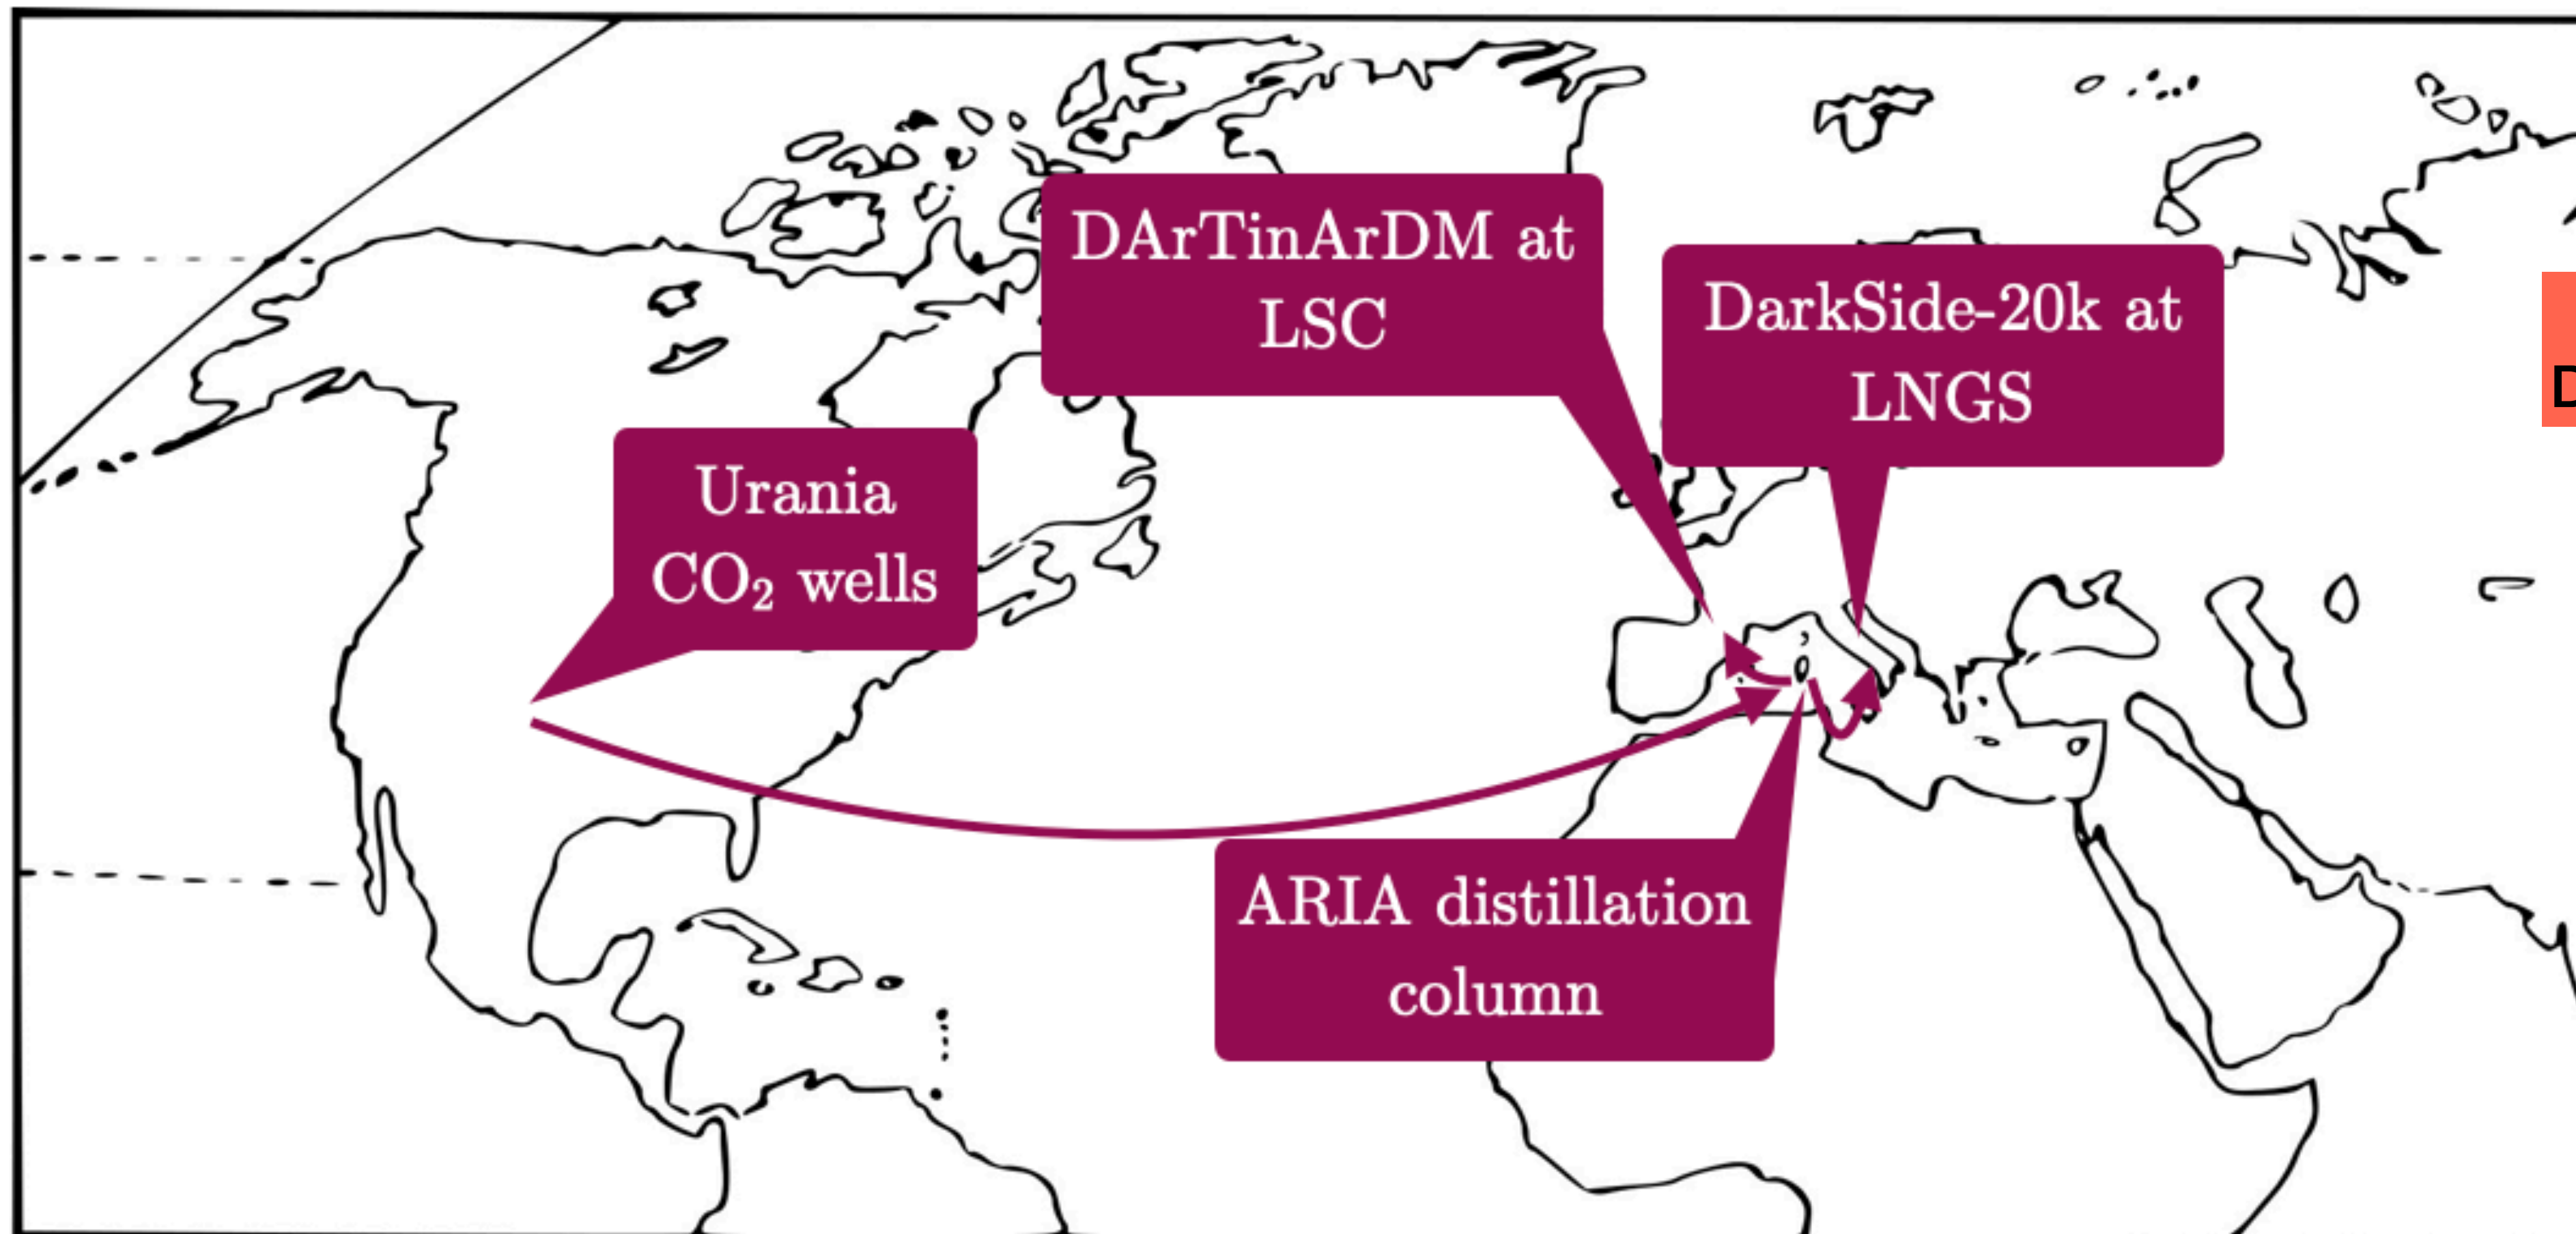 DArTinArDM at
LSC
DarkSide-20k at
LNGS
D
Urania
CO₂ wells
ARIA distillation
column